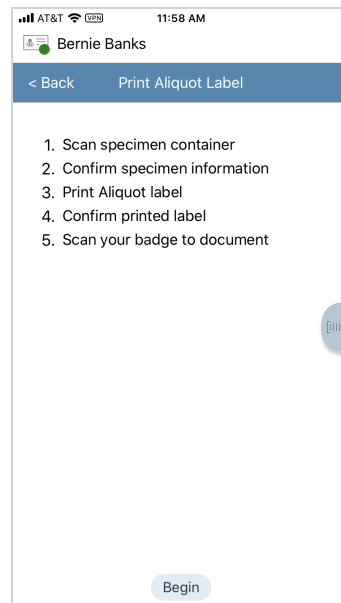 AT&T VPN 11:58 AM
Bernie Banks
< Back Print Aliquot Label
1. Scan specimen container
2. Confirm specimen information
3. Print Aliquot label
4. Confirm printed label
5. Scan your badge to document
Begin